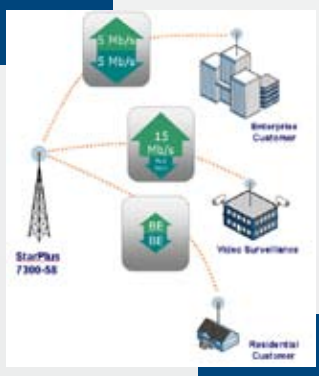 5 Mb/s
5 Mb/s
Enterprise
Customer
15
Mb/s
StarPlus
7300-58
BE
BE
Video Surveillance
Residential
Customer